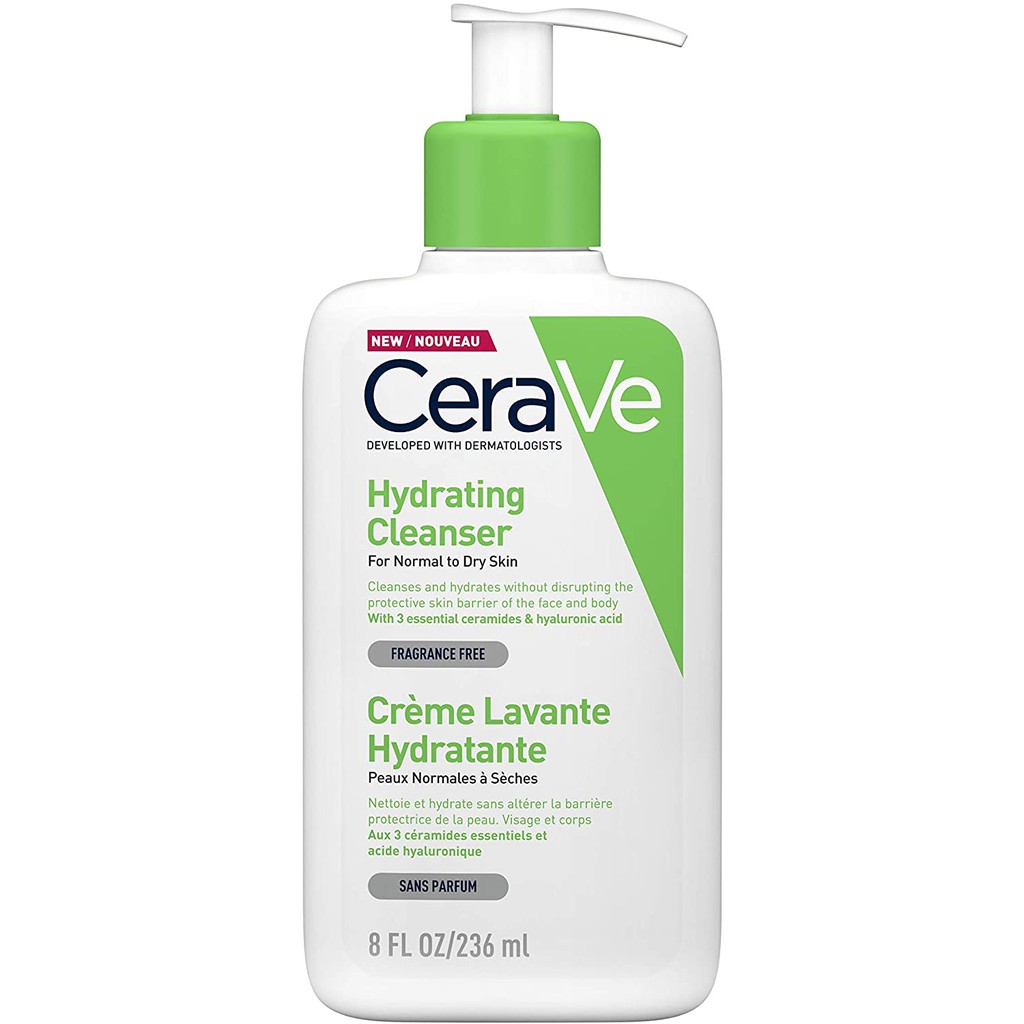 NEW / NOUVEAU
CeraVe
DEVELOPED WITH DERMATOLOGISTS
Hydrating
Cleanser
For Normal to Dry Skin
Cleanses and hydrates without disrupting the
protective skin barrier of the face and body
With 3 essential ceramides & hyaluronic acid
FRAGRANCE FREE
Crème Lavante
Hydratante
Peaux Normales à Sèches
Nettoie et hydrate sans altérer la barrière
protectrice de la peau. Visage et corps
Aux 3 céramides essentiels et
acide hyaluronique
SANS PARFUM
8 FL OZ/236 ml